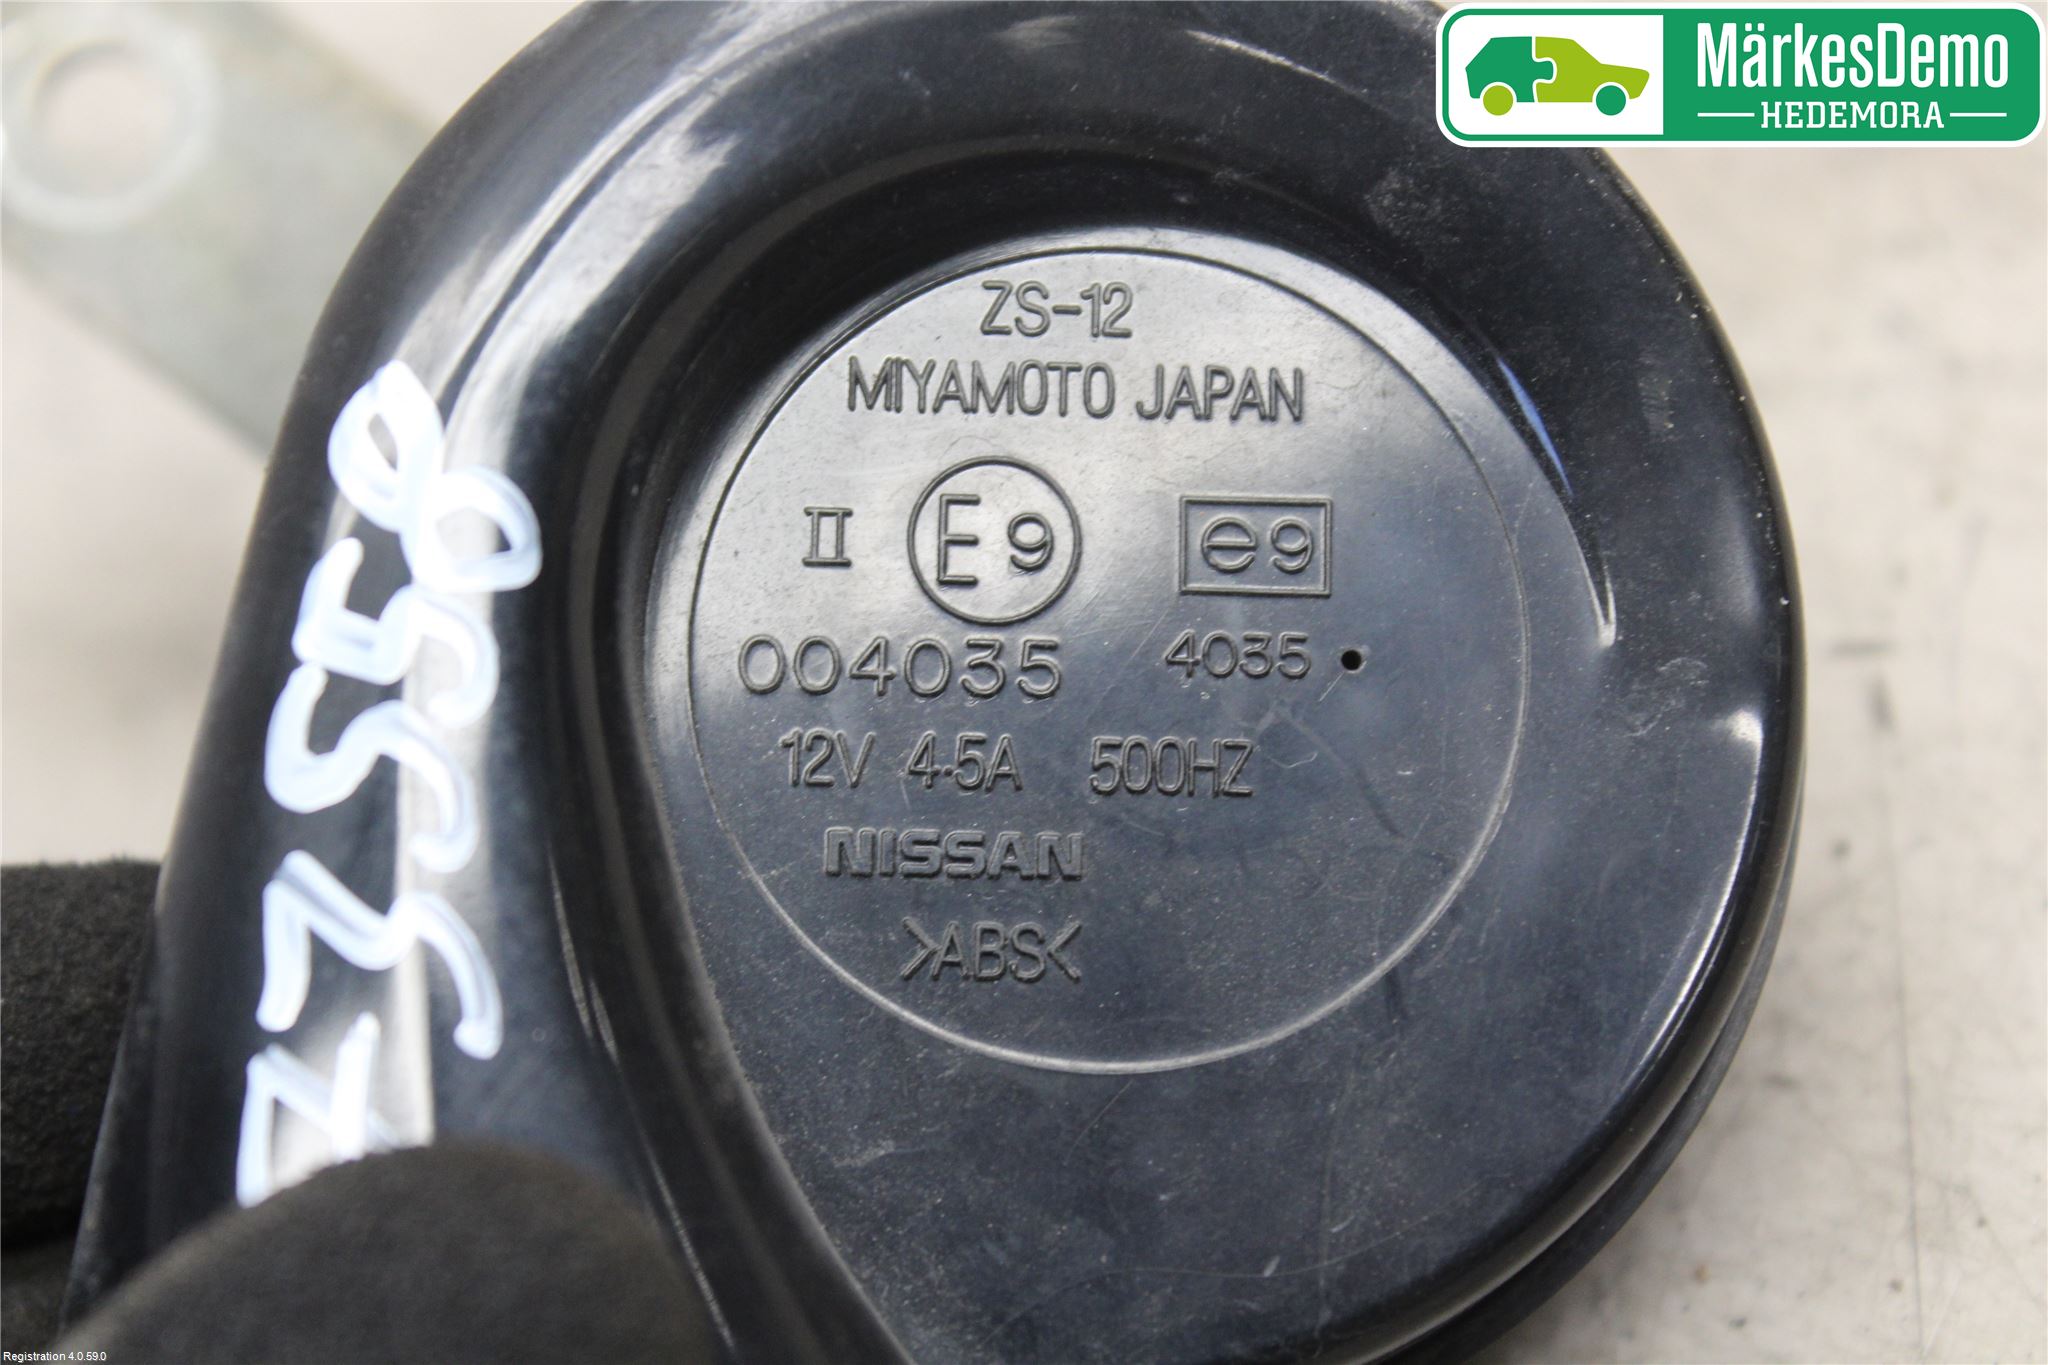 MärkesDemo
HEDEMORA
ZS-12
MIYAMOTO JAPAN
II E9 e9
004035 4035
12V 4.5A 500HZ
NISSAN
>ABS<
Registration 4.0.59.0